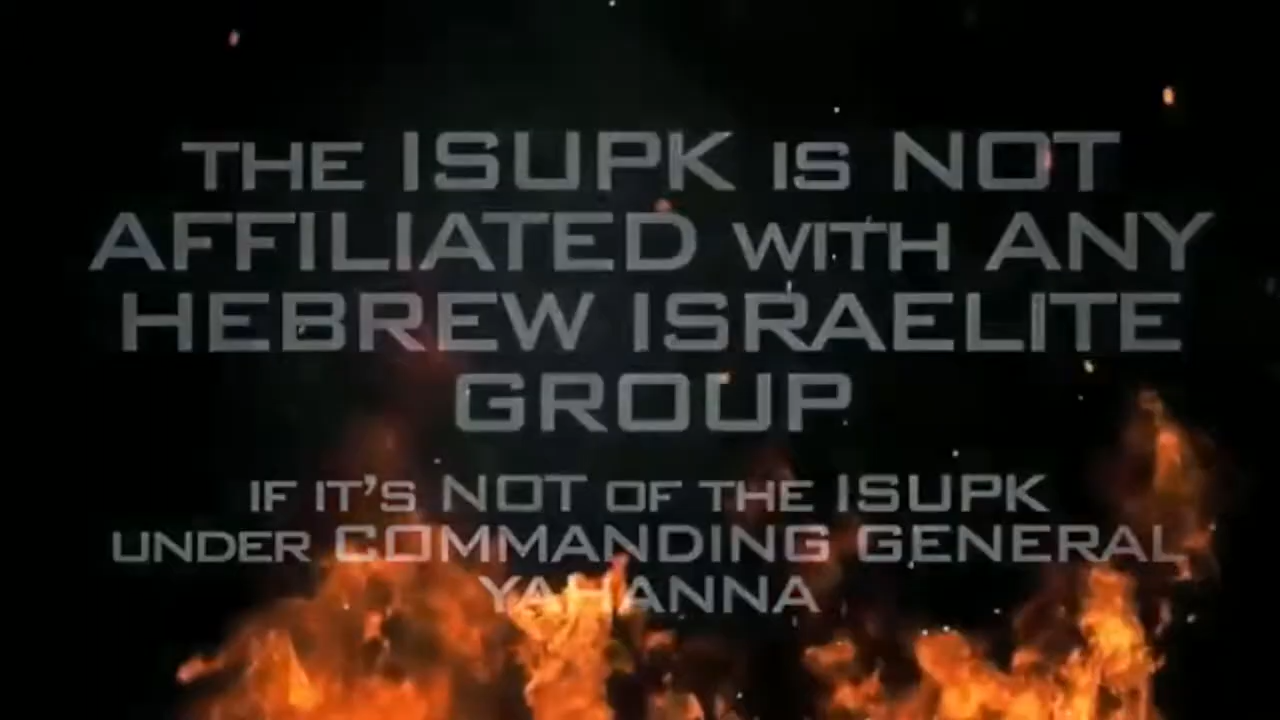 THE ISUPK IS NOT
AFFILIATED WITH ANY
HEBREW ISRAELITE
GROUP
IF IT'S NOT OF THE ISUPK
UNDER COMMANDING GENERAL
YAHANNA